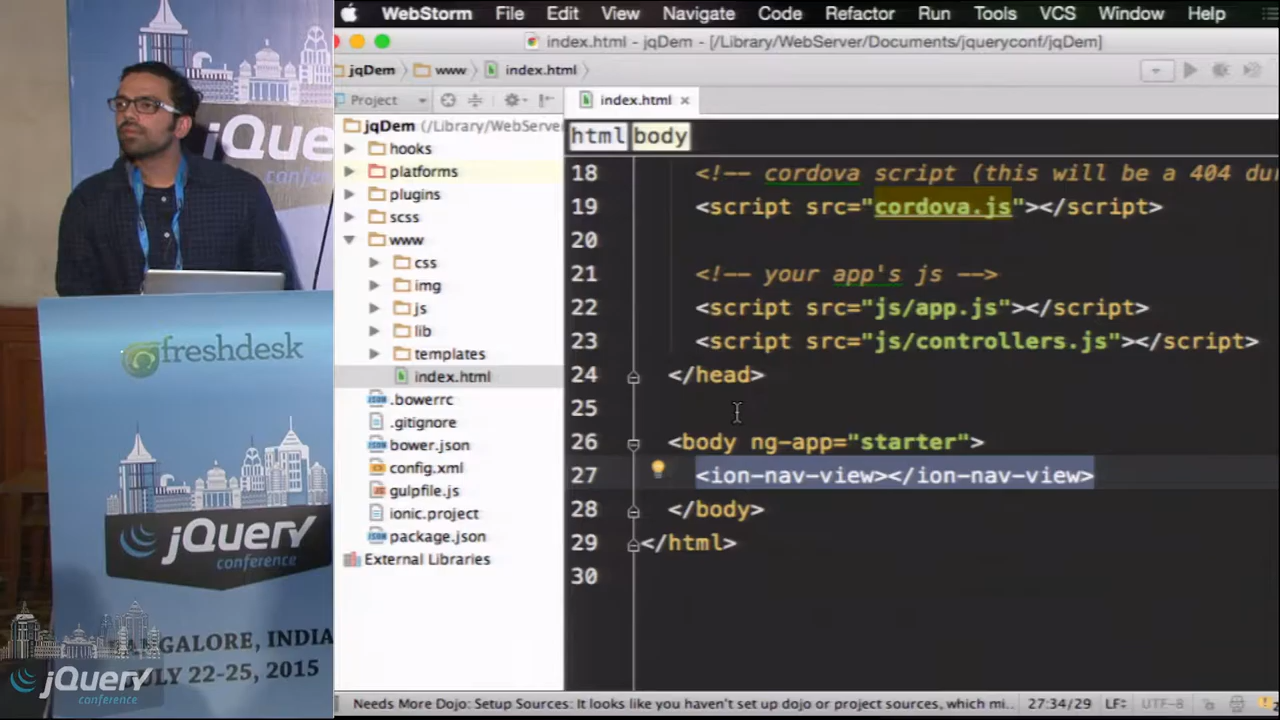 WebStorm File Edit View Navigate Code Refactor Run Tools VCS Window Help
index.html - jqDem - [/Library/WebServer/Documents/jqueryconf/jqDem]
jqDem www index.html
Project
index.html
jqDem (/Library/WebServer
hooks
platforms
plugins
scss
www
css
img
js
lib
templates
index.html
.bowerrc
.gitignore
bower.json
config.xml
gulpfile.js
ionic.project
package.json
External Libraries
html body
18 <!-- cordova script (this will be a 404 du
19 <script src="cordova.js"></script>
20
21 <!-- your app's js -->
22 <script src="js/app.js"></script>
23 <script src="js/controllers.js"></script>
24 </head>
25
26 <body ng-app="starter">
27 <ion-nav-view></ion-nav-view>
28 </body>
29 </html>
30
Needs More Dojo: Setup Sources: It looks like you haven't set up dojo or project sources, which mi... 27:34/29 LF UTF-8
jQue
confe
freshdesk
jQuery
conference
BANGALORE, INDIA
JULY 22-25, 2015
jQuery
conference